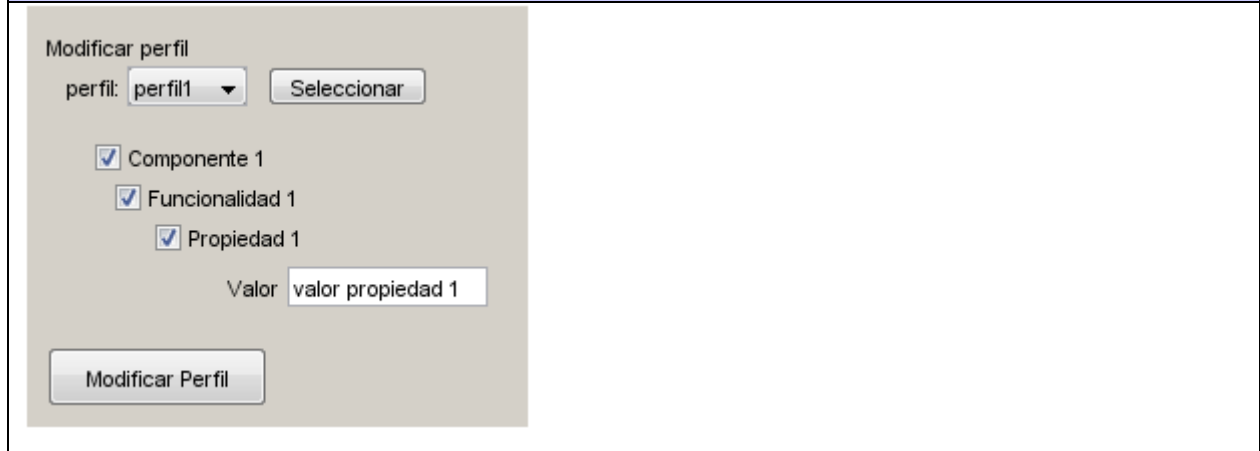 Modificar perfil
perfil: perfil1 Seleccionar
Componente 1
Funcionalidad 1
Propiedad 1
Valor valor propiedad 1
Modificar Perfil